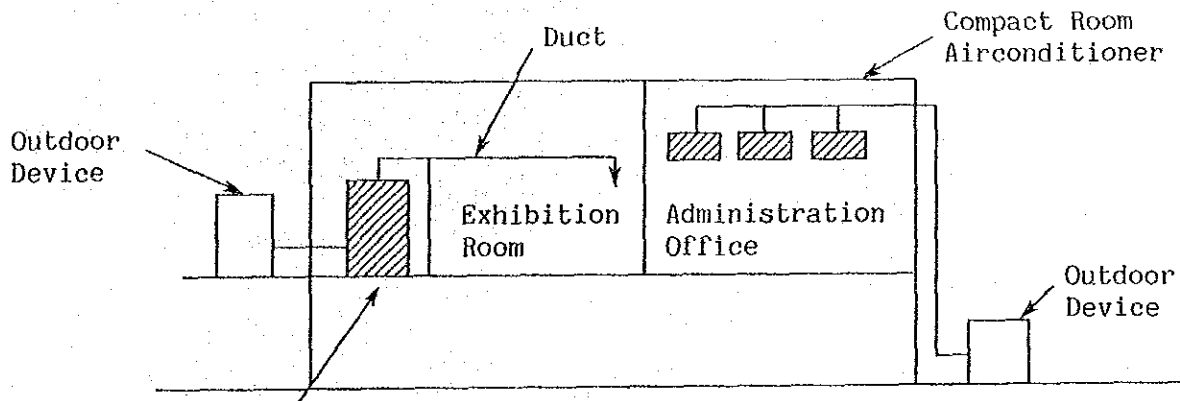 Duct
Compact Room
Airconditioner
Outdoor
Device
Exhibition
Room
Administration
Office
Outdoor
Device